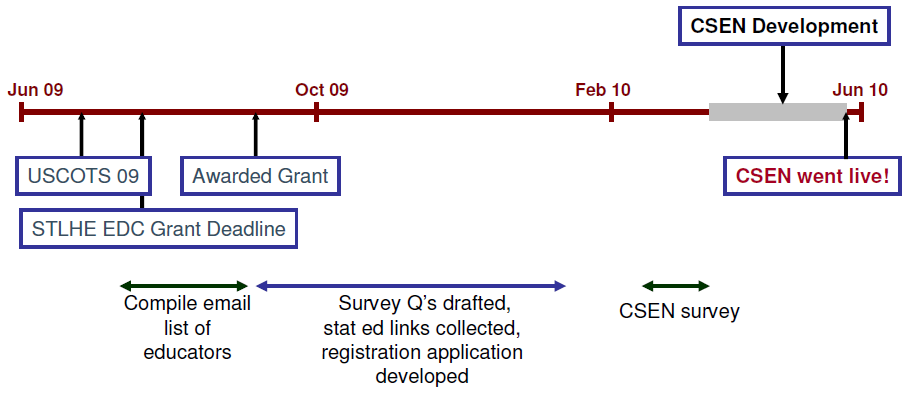 CSEN Development
Jun 09
Oct 09
Feb 10
Jun 10
USCOTS 09
Awarded Grant
CSEN went live!
STLHE EDC Grant Deadline
Compile email
list of
educators
Survey Q's drafted,
stat ed links collected,
registration application
developed
CSEN survey